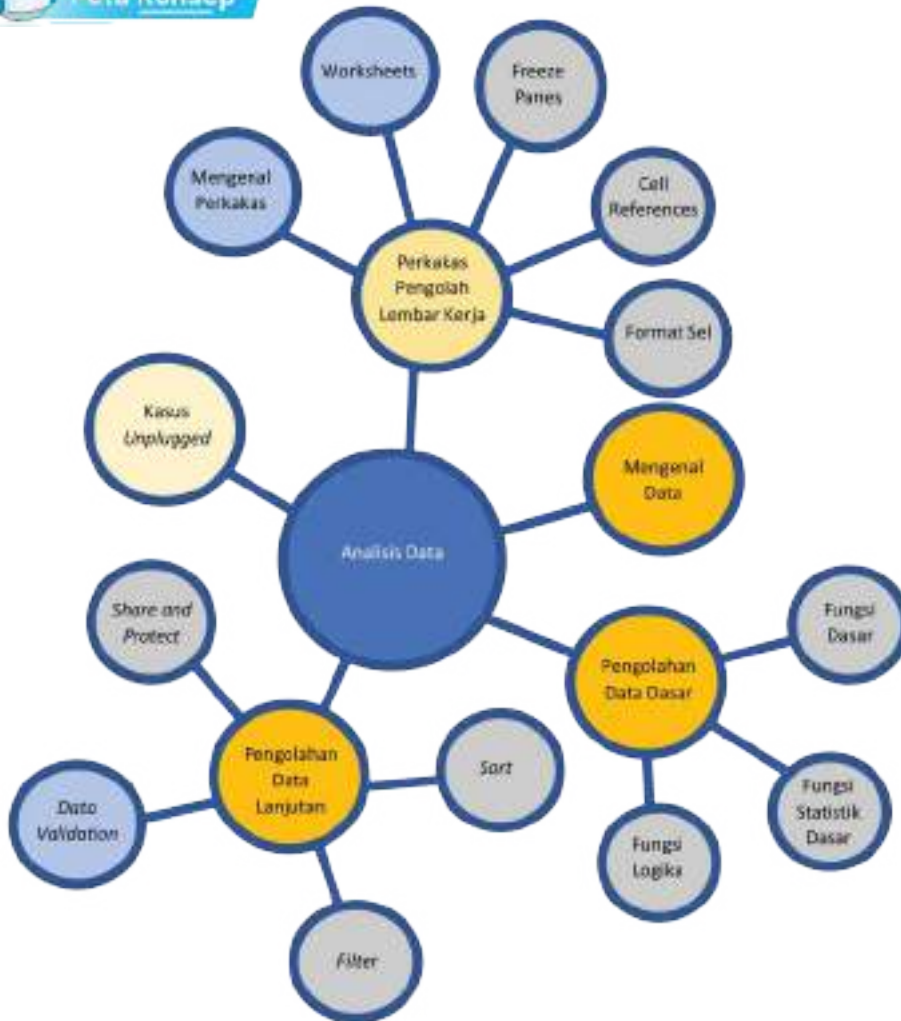 Peta Konsep
Worksheets
Freeze
Panes
Mengenal
Perkakas
Cell
References
Perkakas
Pengolah
Lembar Kerja
Format Sel
Kasus
Unplugged
Mengenal
Data
Analisis Data
Share and
Protect
Fungsi
Dasar
Pengolahan
Data Dasar
Pengolahan
Data
Lanjutan
Sort
Data
Validation
Fungsi
Statistik
Dasar
Fungsi
Logika
Filter